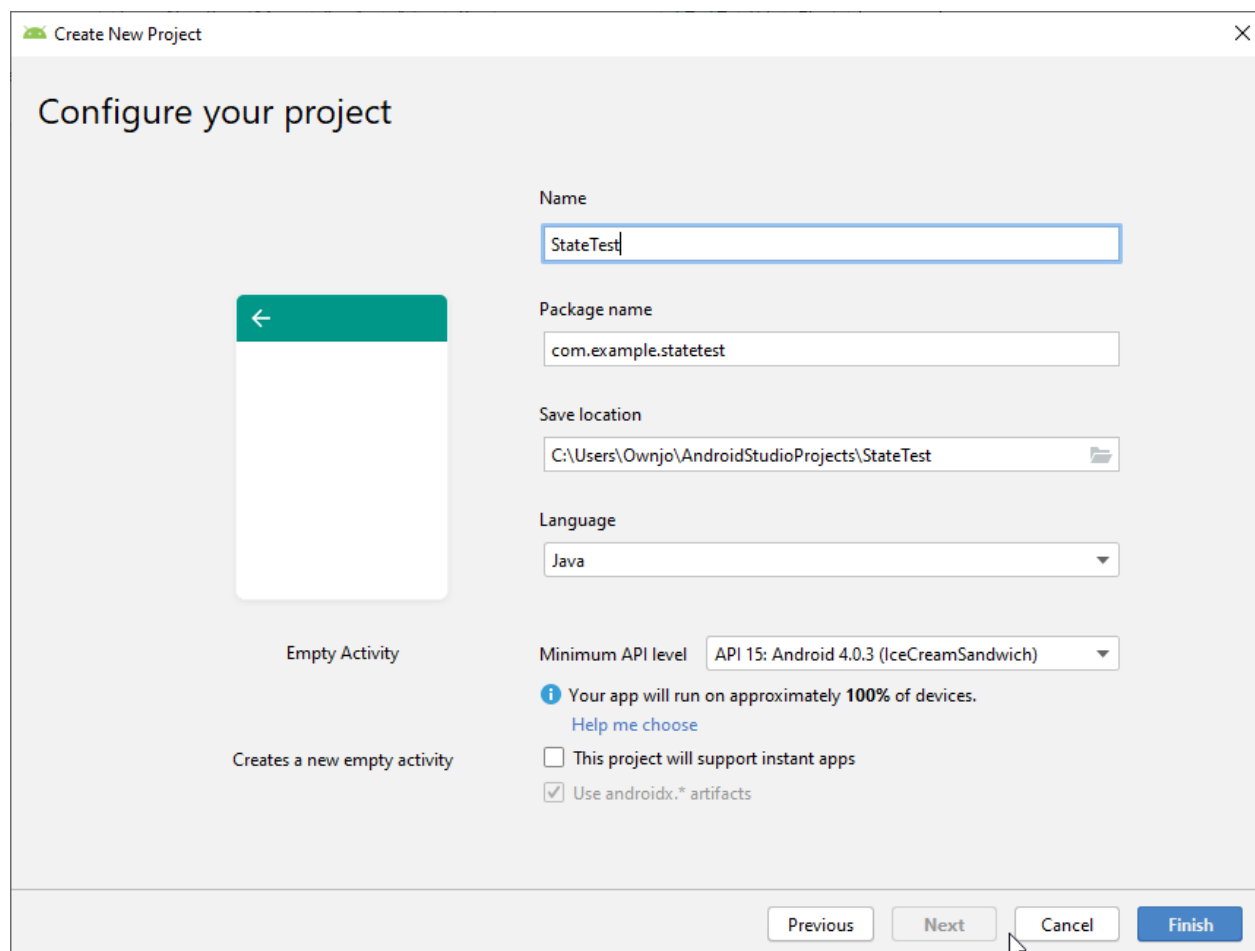 Create New Project
Configure your project
Name
StateTest
Package name
com.example.statetest
Save location
C:\Users\Ownjo\AndroidStudioProjects\StateTest
Language
Java
Empty Activity
Minimum API level API 15: Android 4.0.3 (IceCreamSandwich)
Your app will run on approximately 100% of devices.
Help me choose
Creates a new empty activity
This project will support instant apps
Use androidx.* artifacts
Previous Next Cancel Finish